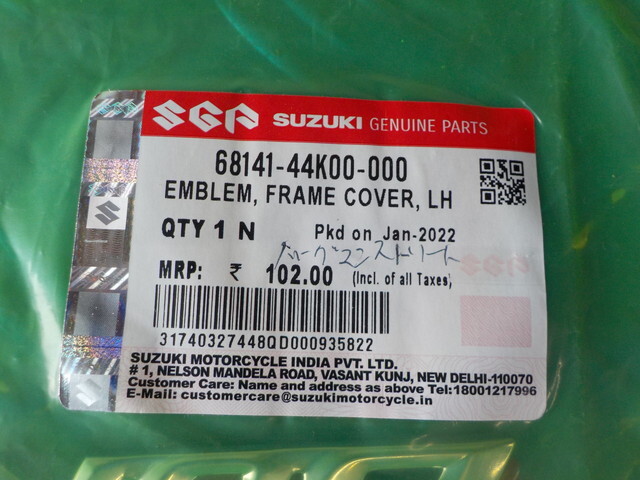 SGP SUZUKI GENUINE PARTS
68141-44K00-000
EMBLEM, FRAME COVER, LH
QTY 1 N Pkd on Jan-2022
バーグマンストリート
MRP: ₹ 102.00 (Incl. of all Taxes)
31740327448QD000935822
SUZUKI MOTORCYCLE INDIA PVT. LTD.
# 1, NELSON MANDELA ROAD, VASANT KUNJ, NEW DELHI-110070
Customer Care: Name and address as above Tel:18001217996
E-Mail: customercare@suzukimotorcycle.in